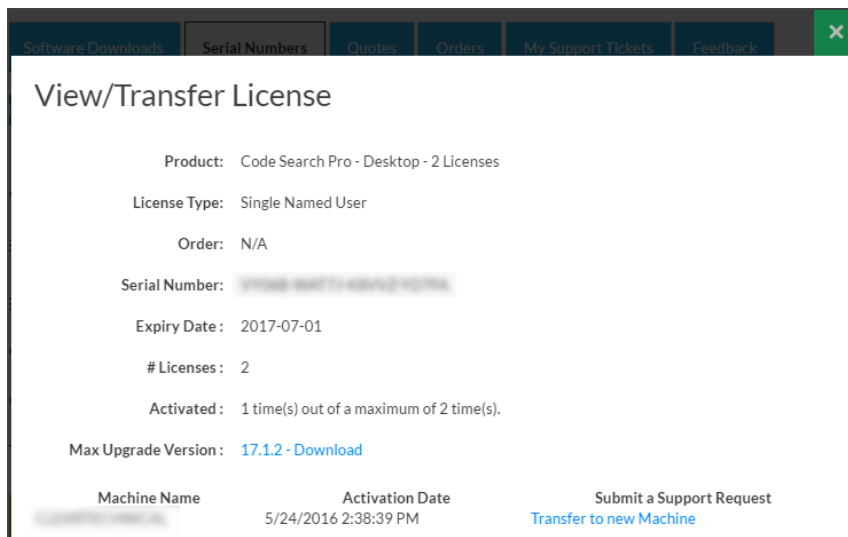 Software Downloads Serial Numbers Quotes Orders My Support Tickets Feedback
×
View/Transfer License
Product: Code Search Pro - Desktop - 2 Licenses
License Type: Single Named User
Order: N/A
Serial Number:
Expiry Date : 2017-07-01
# Licenses : 2
Activated : 1 time(s) out of a maximum of 2 time(s).
Max Upgrade Version : 17.1.2 - Download
Machine Name Activation Date Submit a Support Request
5/24/2016 2:38:39 PM Transfer to new Machine